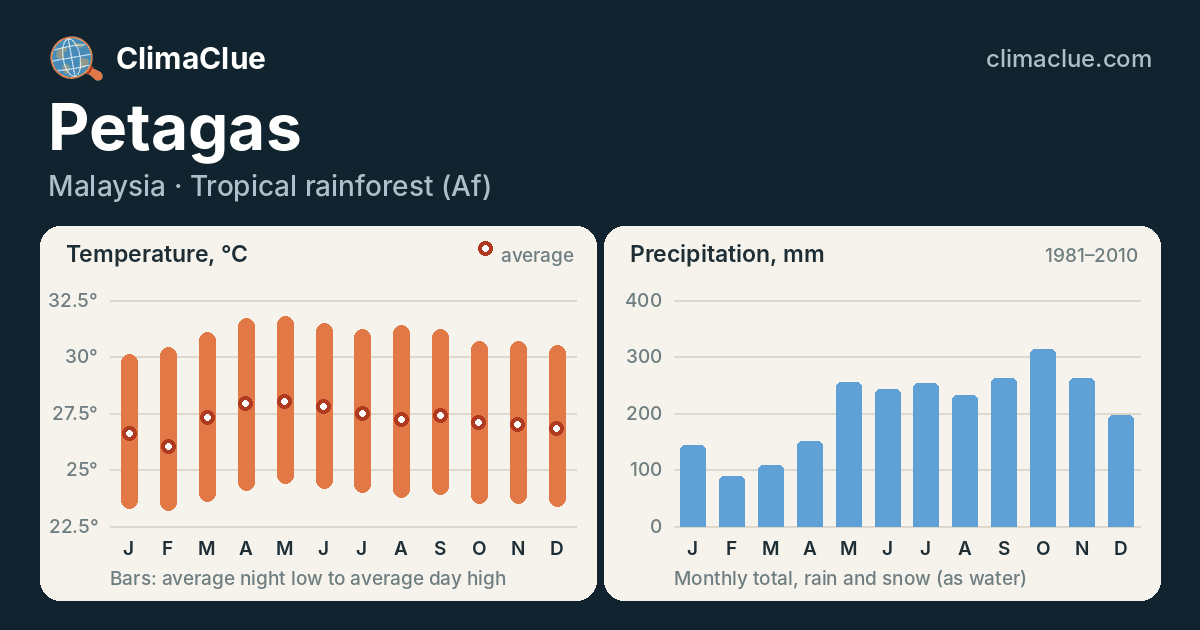 ClimaClue
climaclue.com
Petagas
Malaysia · Tropical rainforest (Af)
Temperature, °C
average
32.5°
30°
27.5°
25°
22.5°
J F M A M J J A S O N D
Bars: average night low to average day high
Precipitation, mm
1981–2010
400
300
200
100
0
J F M A M J J A S O N D
Monthly total, rain and snow (as water)